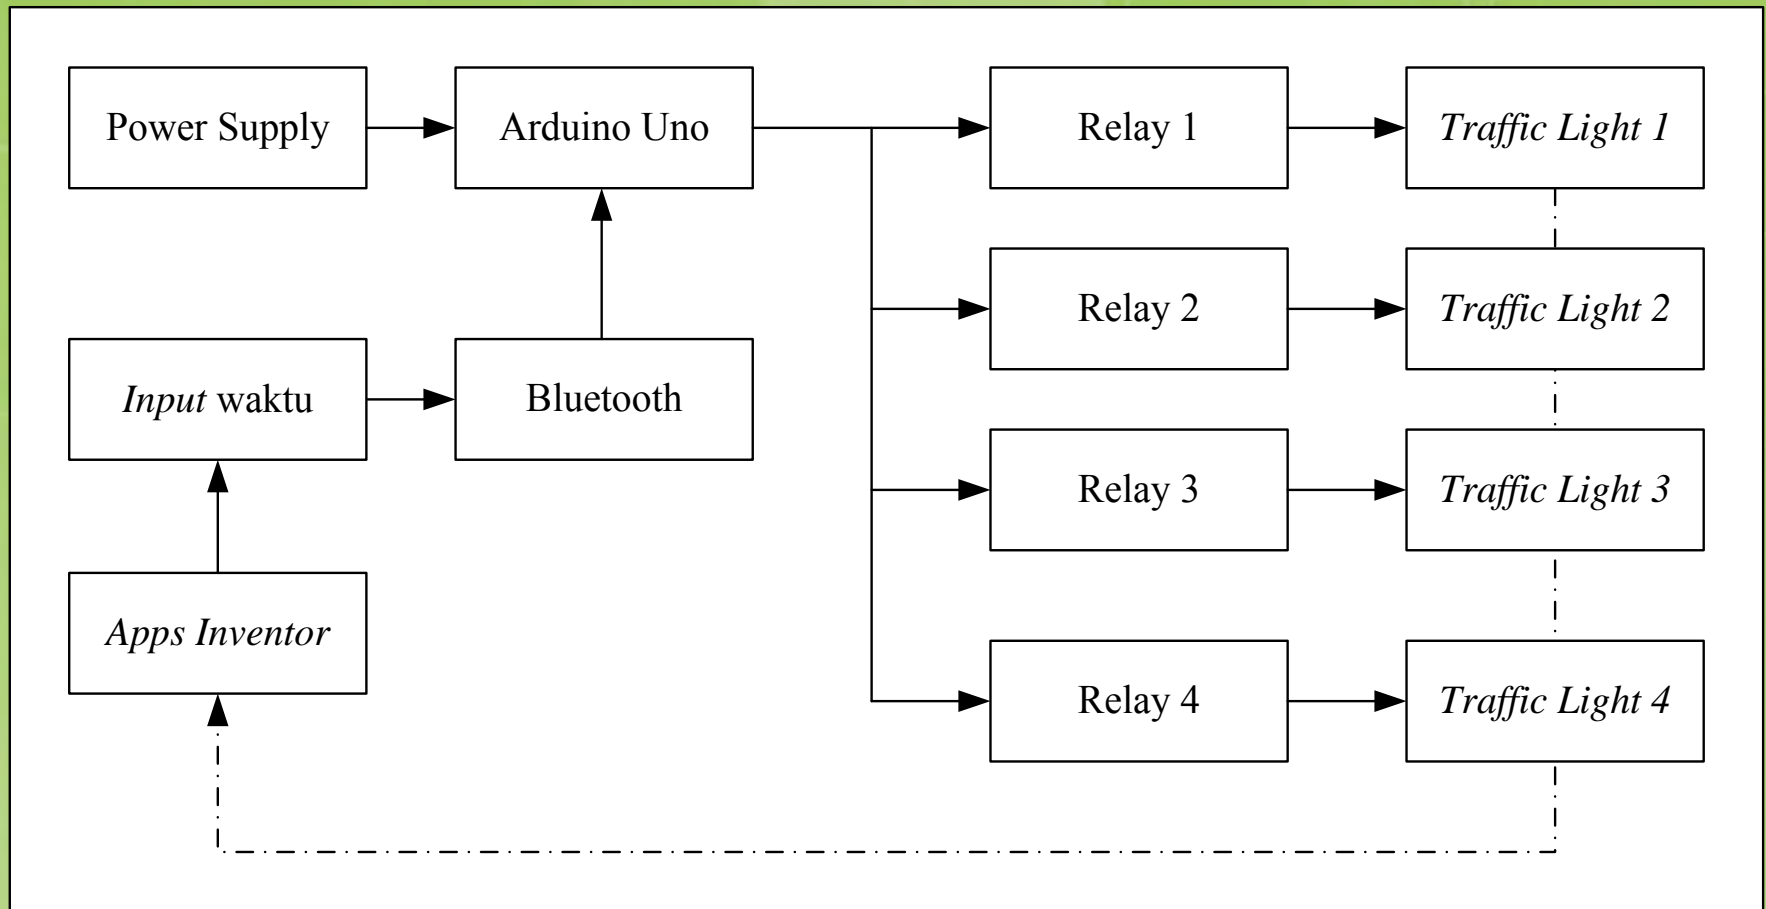 Power Supply
Arduino Uno
Relay 1
Traffic Light 1
Relay 2
Traffic Light 2
Input waktu
Bluetooth
Relay 3
Traffic Light 3
Apps Inventor
Relay 4
Traffic Light 4